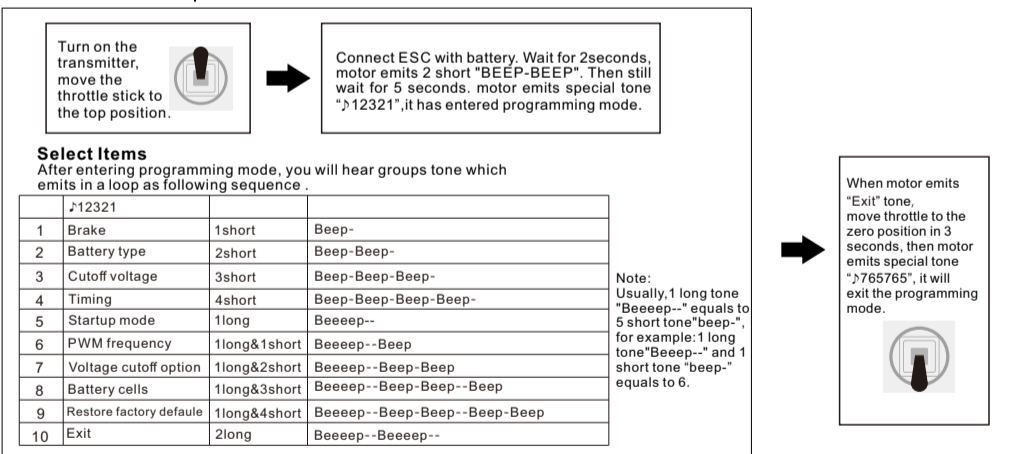 Turn on the
transmitter,
move the
throttle stick to
the top position.
Connect ESC with battery. Wait for 2seconds,
motor emits 2 short "BEEP-BEEP". Then still
wait for 5 seconds. motor emits special tone
“♪12321”,it has entered programming mode.
Select Items
After entering programming mode, you will hear groups tone which
emits in a loop as following sequence .
♪12321
1 Brake 1short Beep-
2 Battery type 2short Beep-Beep-
3 Cutoff voltage 3short Beep-Beep-Beep-
4 Timing 4short Beep-Beep-Beep-Beep-
5 Startup mode 1long Beeeep--
6 PWM frequency 1long&1short Beeeep--Beep
7 Voltage cutoff option 1long&2short Beeeep--Beep-Beep
8 Battery cells 1long&3short Beeeep--Beep-Beep--Beep
9 Restore factory defaule 1long&4short Beeeep--Beep-Beep--Beep-Beep
10 Exit 2long Beeeep--Beeeep--
Note:
Usually,1 long tone
"Beeeep--" equals to
5 short tone"beep-",
for example:1 long
tone"Beeep--" and 1
short tone “beep-”
equals to 6.
When motor emits
“Exit” tone,
move throttle to the
zero position in 3
seconds, then motor
emits special tone
“♪765765”, it will
exit the programming
mode.